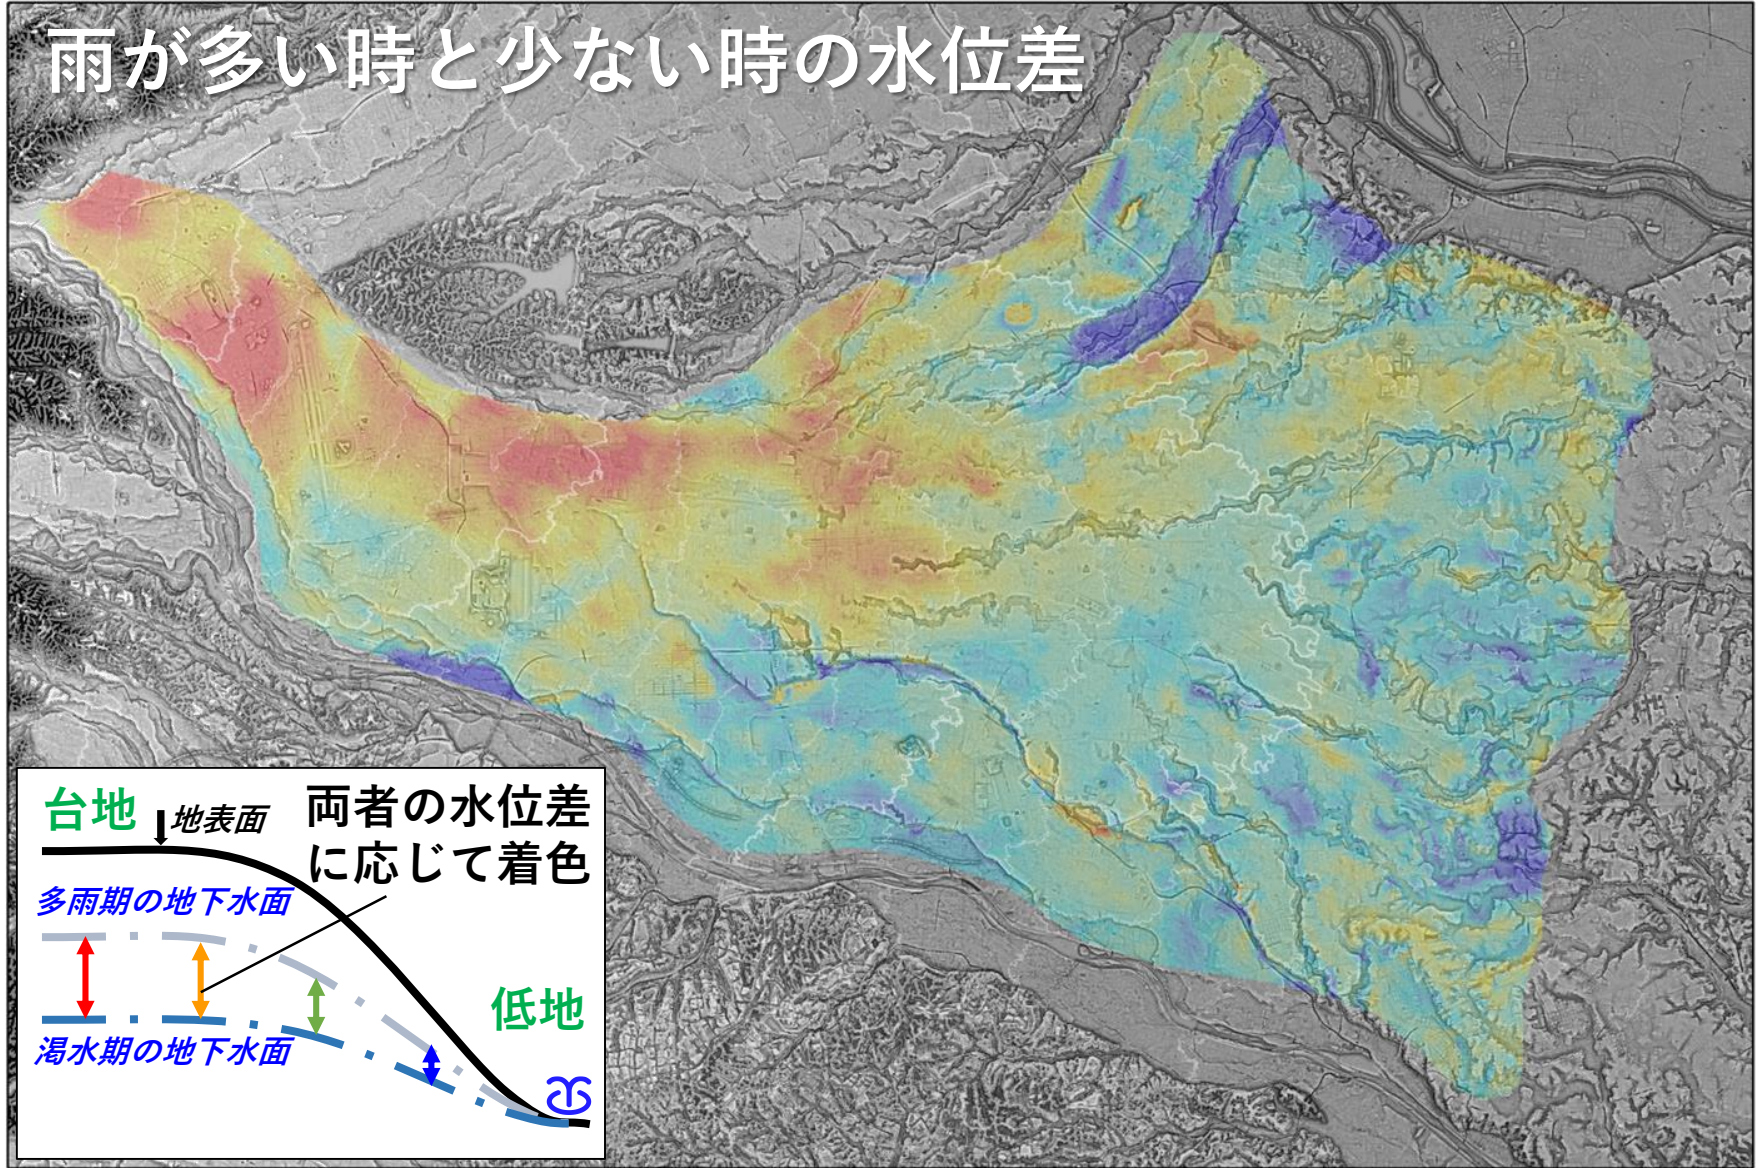 雨が多い時と少ない時の水位差
台地
地表面
両者の水位差
に応じて着色
多雨期の地下水面
低地
渇水期の地下水面